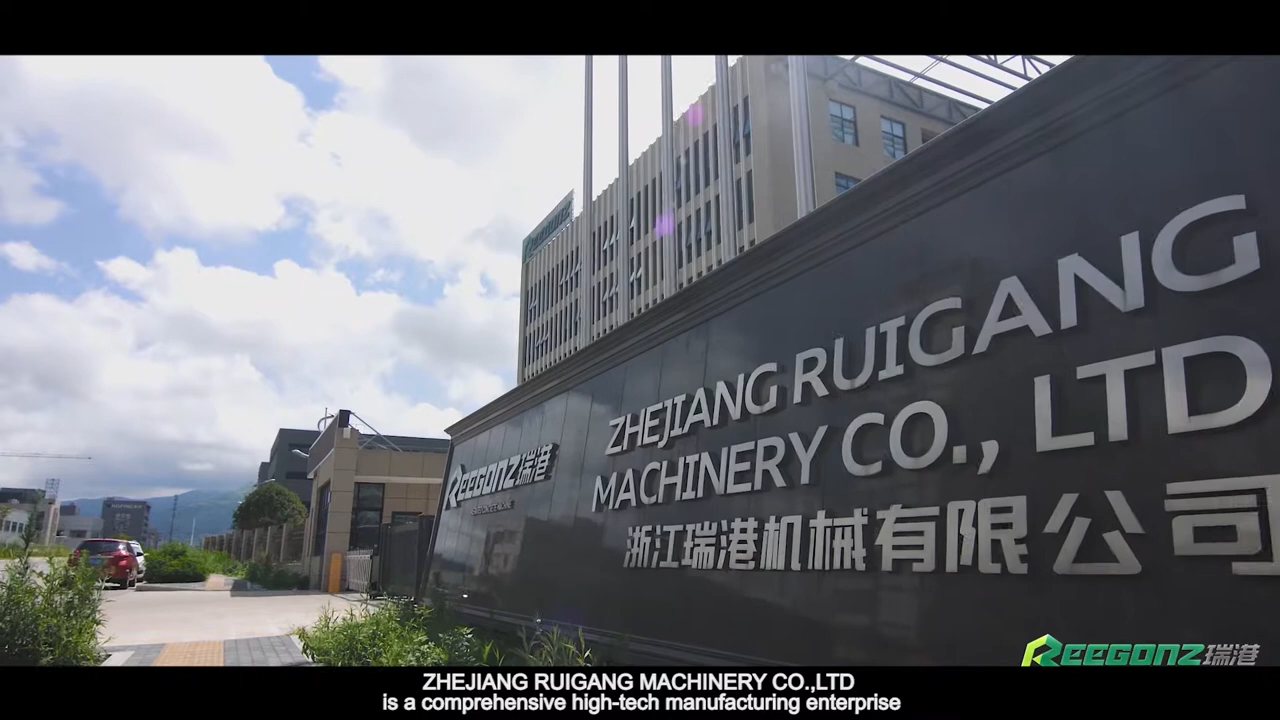 REEGONZ
REEGONZ瑞港
ZHEJIANG RUIGANG
MACHINERY CO., LTD
浙江瑞港机械有限公司
REEGONZ瑞港
ZHEJIANG RUIGANG MACHINERY CO.,LTD
is a comprehensive high-tech manufacturing enterprise